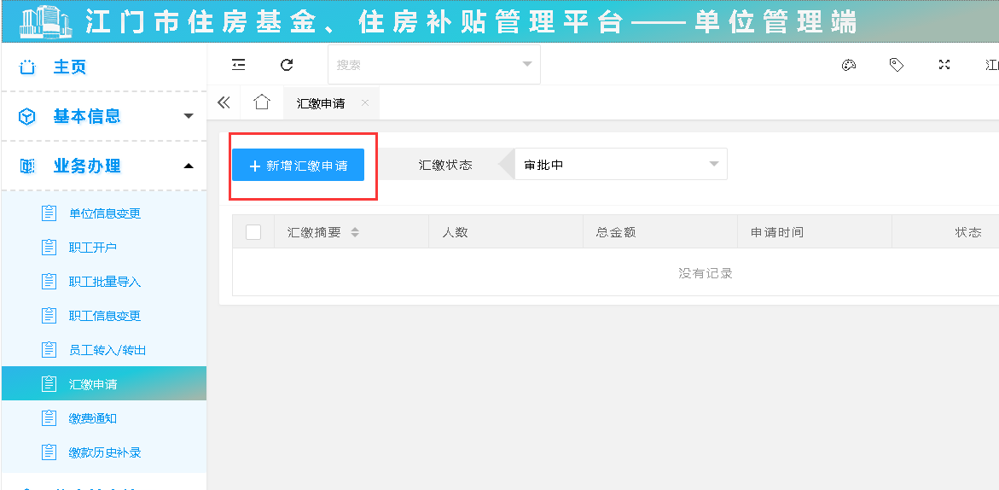 江门市住房基金、住房补贴管理平台——单位管理端
主页
搜索
江
基本信息
汇缴申请
业务办理
+ 新增汇缴申请
汇缴状态
审批中
单位信息变更
职工开户
职工批量导入
职工信息变更
员工转入/转出
汇缴申请
缴费通知
缴款历史补录
汇缴摘要
人数
总金额
申请时间
状态
没有记录